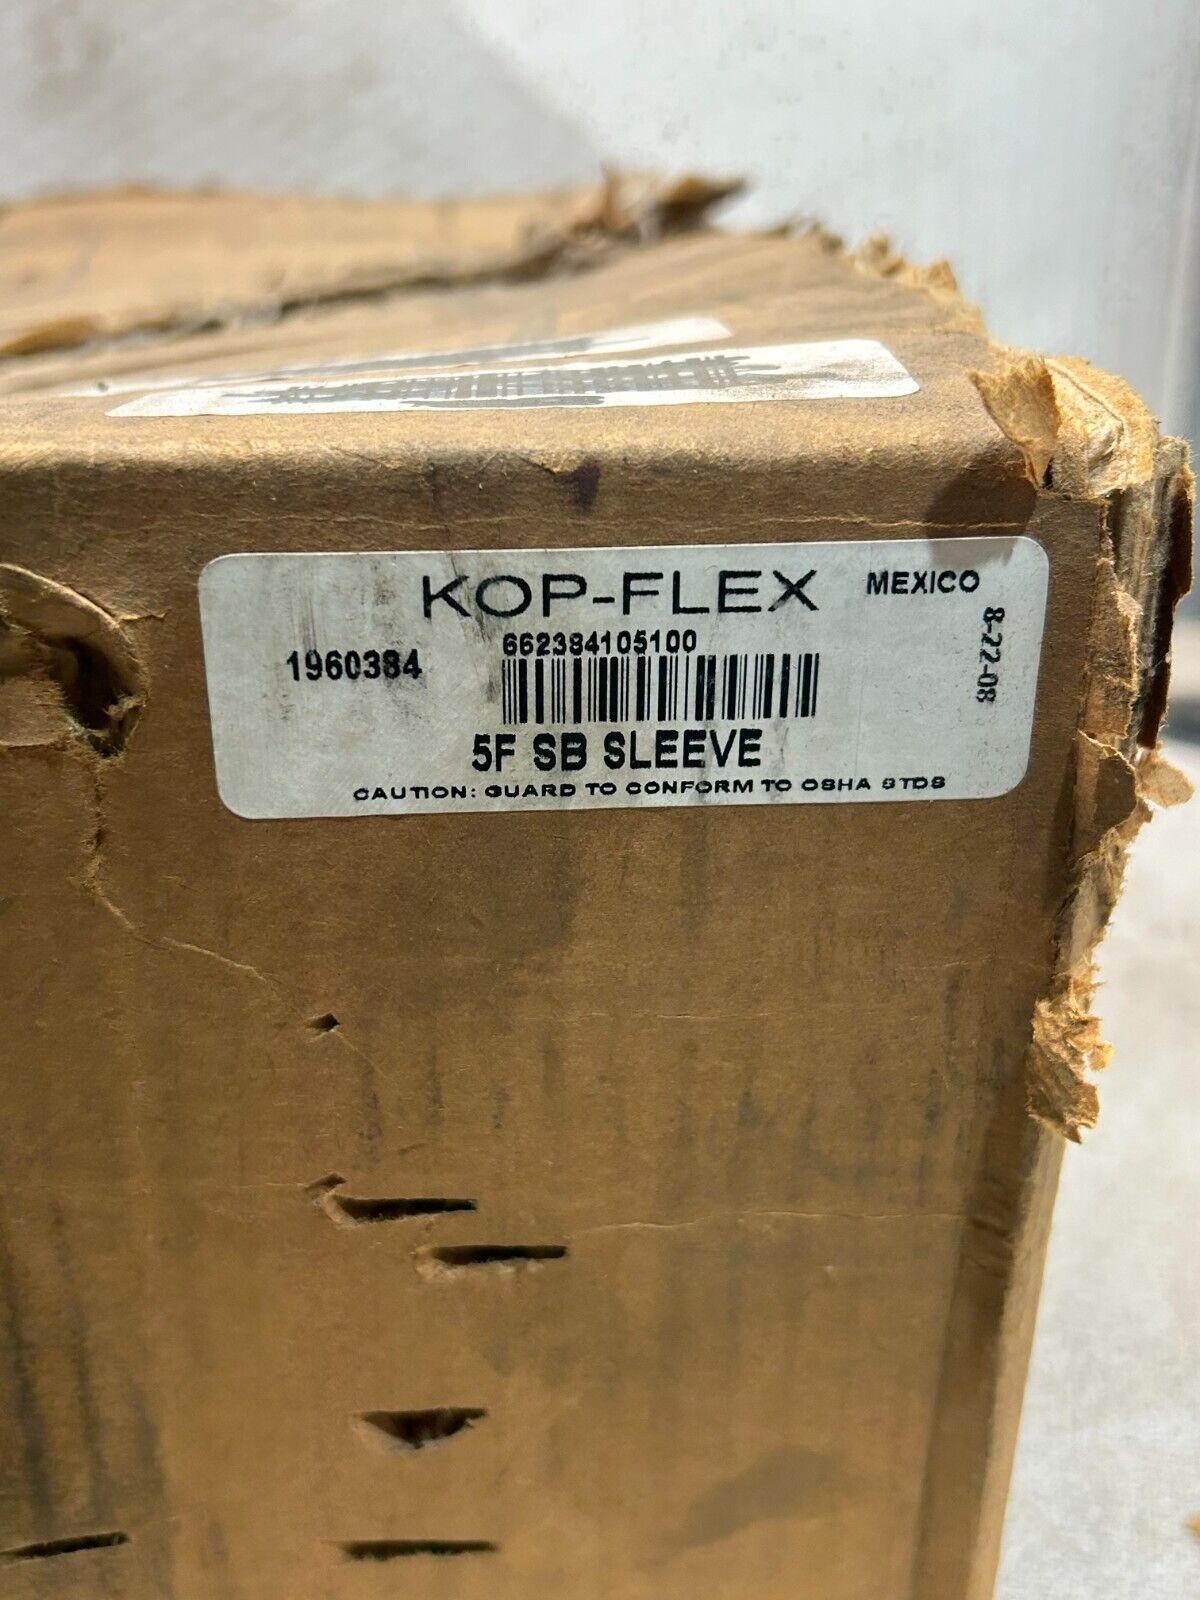 KOP-FLEX
MEXICO
8-22-08
662384105100
1960384
5F SB SLEEVE
CAUTION: GUARD TO CONFORM TO OSHA STDS